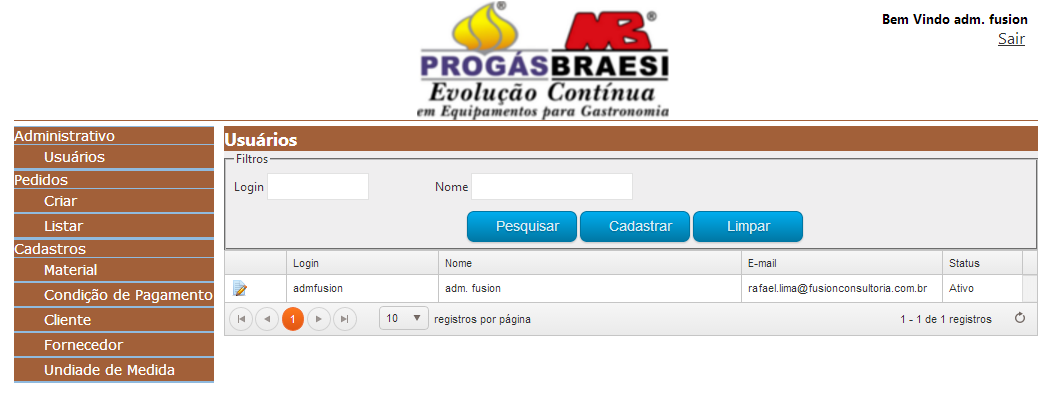 MB®
PROGÁSBRAESI
Evolução Contínua
em Equipamentos para Gastronomia
Bem Vindo adm. fusion
Sair
Administrativo
Usuários
Pedidos
Criar
Listar
Cadastros
Material
Condição de Pagamento
Cliente
Fornecedor
Undiade de Medida
Usuários
Filtros
Login Nome
Pesquisar Cadastrar Limpar
Login Nome E-mail Status
admfusion adm. fusion rafael.lima@fusionconsultoria.com.br Ativo
1 10 registros por página 1 - 1 de 1 registros